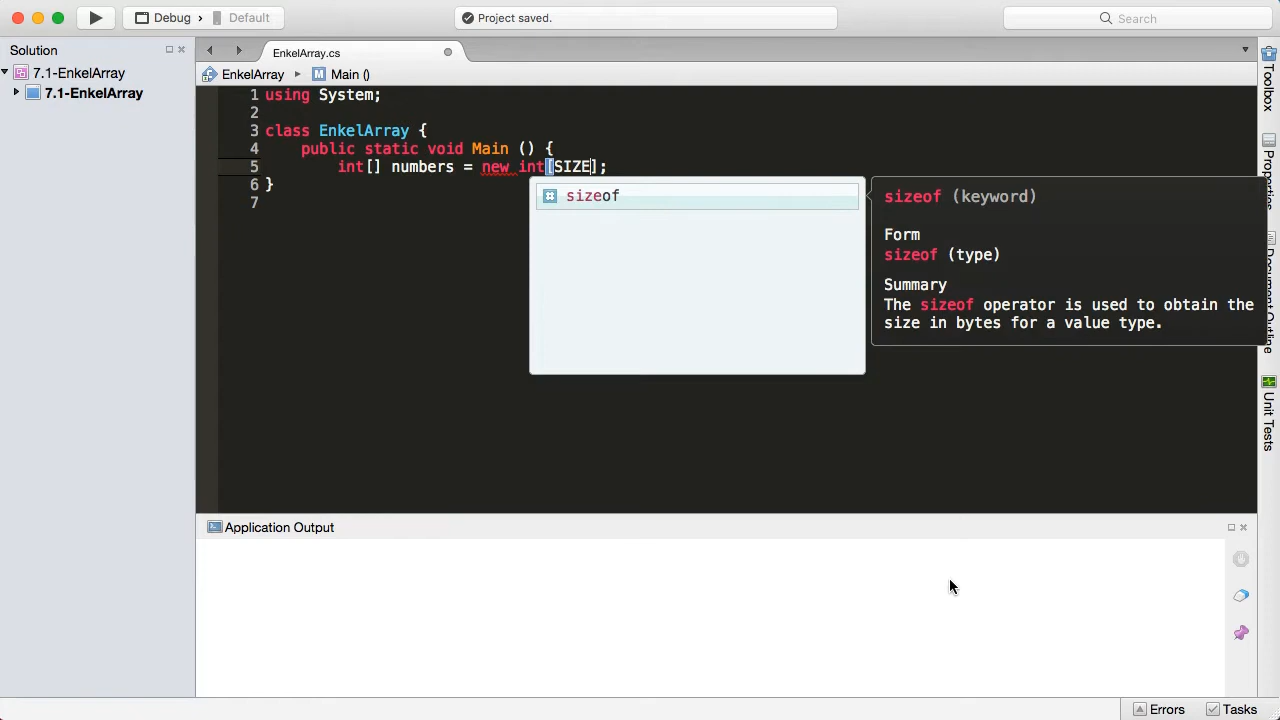 Debug › Default
Project saved.
Search
Solution
EnkelArray.cs
7.1-EnkelArray
EnkelArray
Main ()
7.1-EnkelArray
1 using System;
2
3 class EnkelArray {
4 public static void Main () {
5 int[] numbers = new int[SIZE];
6 }
7
sizeof
sizeof (keyword)
Form
sizeof (type)
Summary
The sizeof operator is used to obtain the
size in bytes for a value type.
Toolbox
Properties
Document Outline
Unit Tests
Application Output
Errors
Tasks